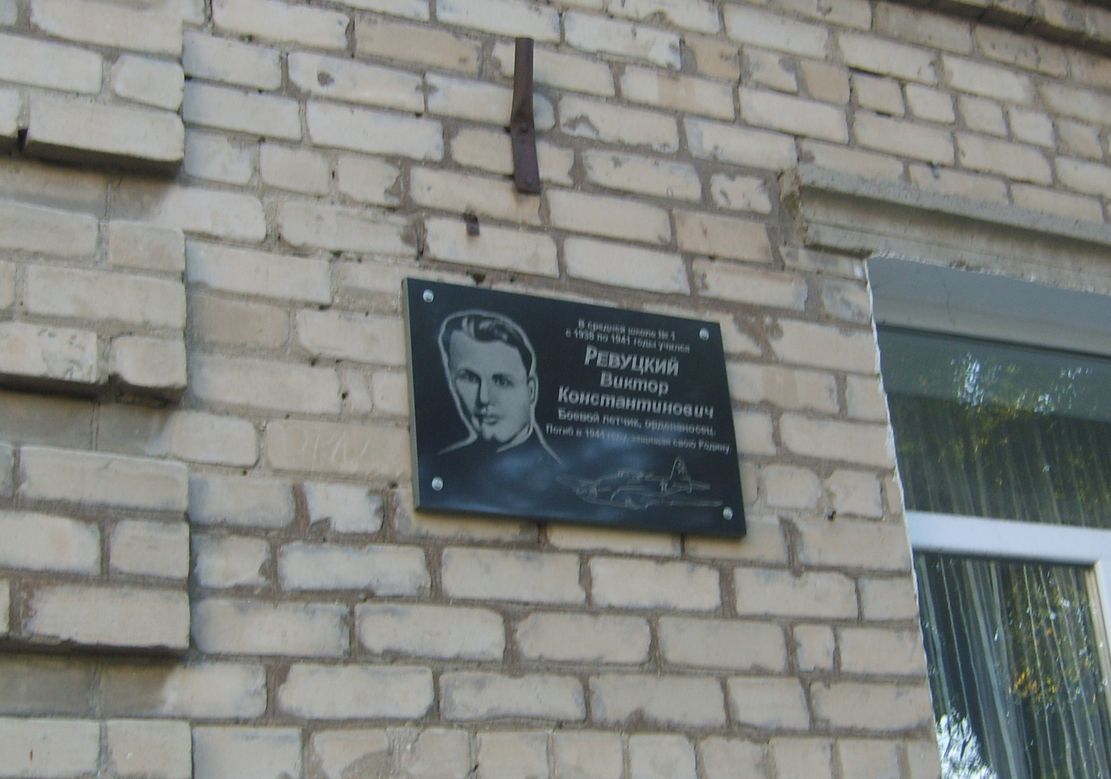 В средней школе № 1
с 1938 по 1941 годы учился
РЕВУЦКИЙ
Виктор
Константинович
Боевой летчик, орденоносец.
Погиб в 1944 году, защищая свою Родину.